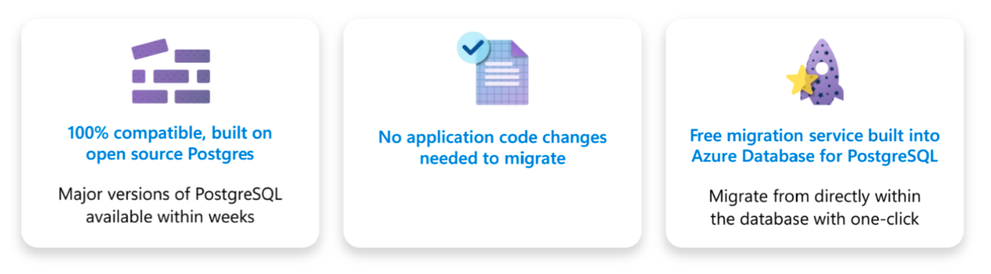 100% compatible, built on
open source Postgres
Major versions of PostgreSQL
available within weeks
No application code changes
needed to migrate
Free migration service built into
Azure Database for PostgreSQL
Migrate from directly within
the database with one-click